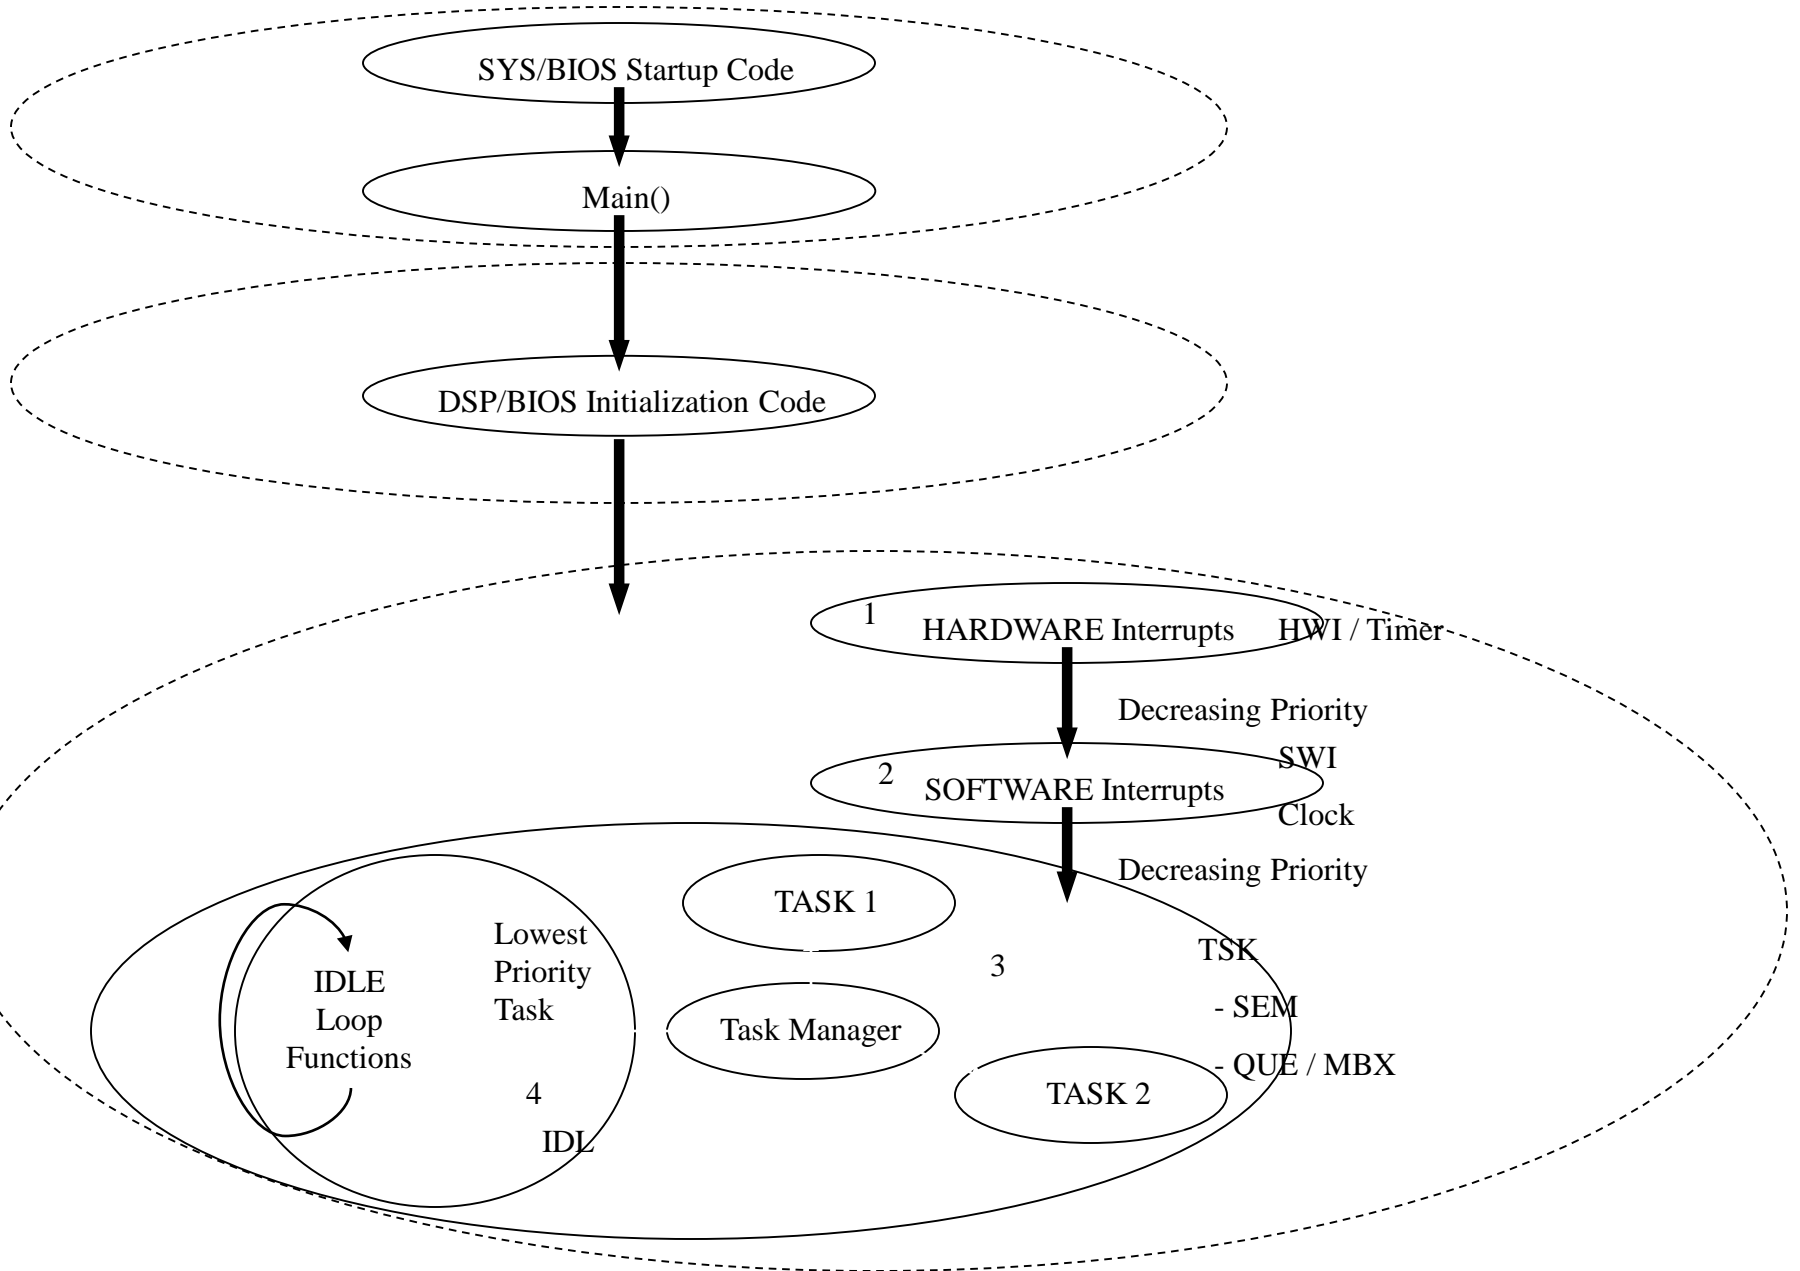 SYS/BIOS Startup Code
Main()
DSP/BIOS Initialization Code
1
HARDWARE Interrupts
HWI / Timer
Decreasing Priority
2
SOFTWARE Interrupts
SWI
Clock
Decreasing Priority
TASK 1
Lowest
Priority
Task
IDLE
Loop
Functions
4
IDL
Task Manager
3
TASK 2
TSK
- SEM
- QUE / MBX